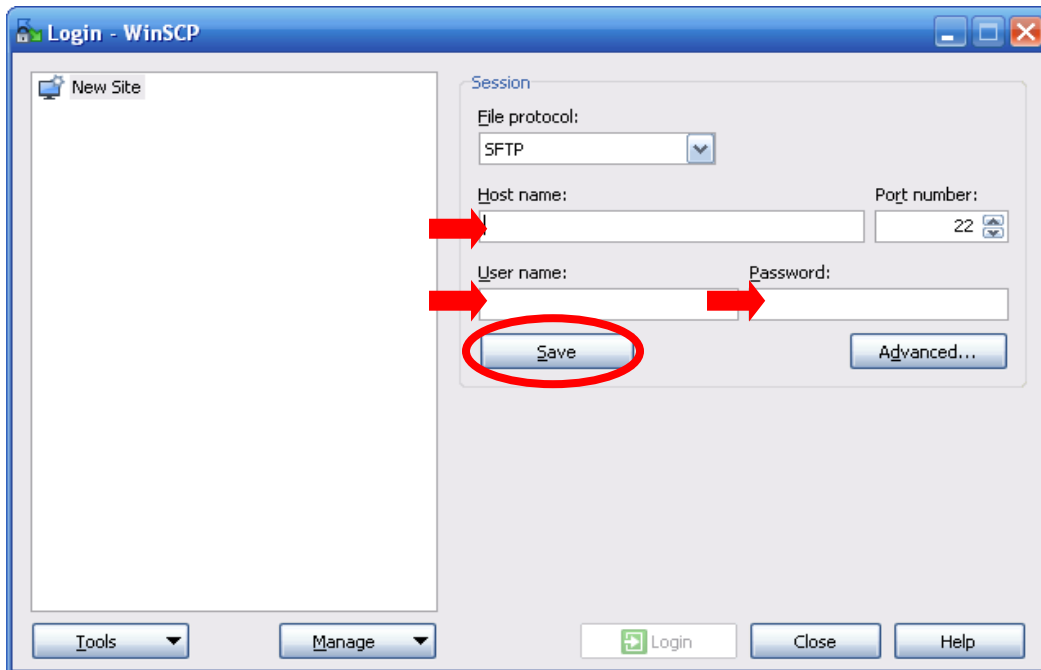 Login - WinSCP
New Site
Session
File protocol:
SFTP
Host name:
Port number:
22
User name:
Password:
Save
Advanced...
Tools
Manage
Login
Close
Help